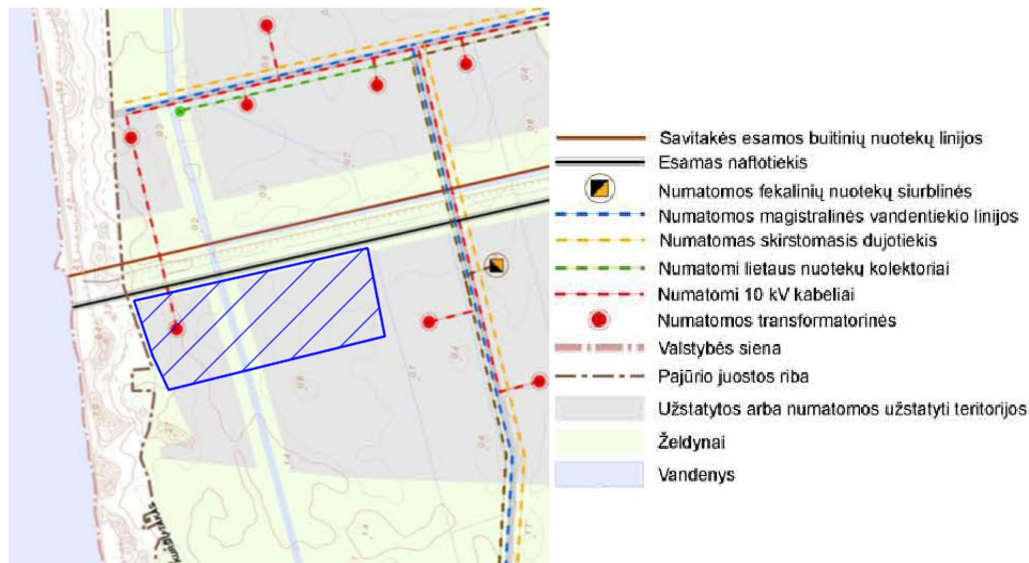 Savitakės esamos buitinių nuotekų linijos
Esamas naftotiekis
Numatomos fekalinių nuotekų siurblinės
Numatomos magistralinės vandentiekio linijos
Numatomas skirstomasis dujotiekis
Numatomi lietaus nuotekų kolektoriai
Numatomi 10 kV kabeliai
Numatomos transformatorinės
Valstybės siena
Pajūrio juostos riba
Užstatytos arba numatomos užstatyti teritorijos
Želdynai
Vandenys